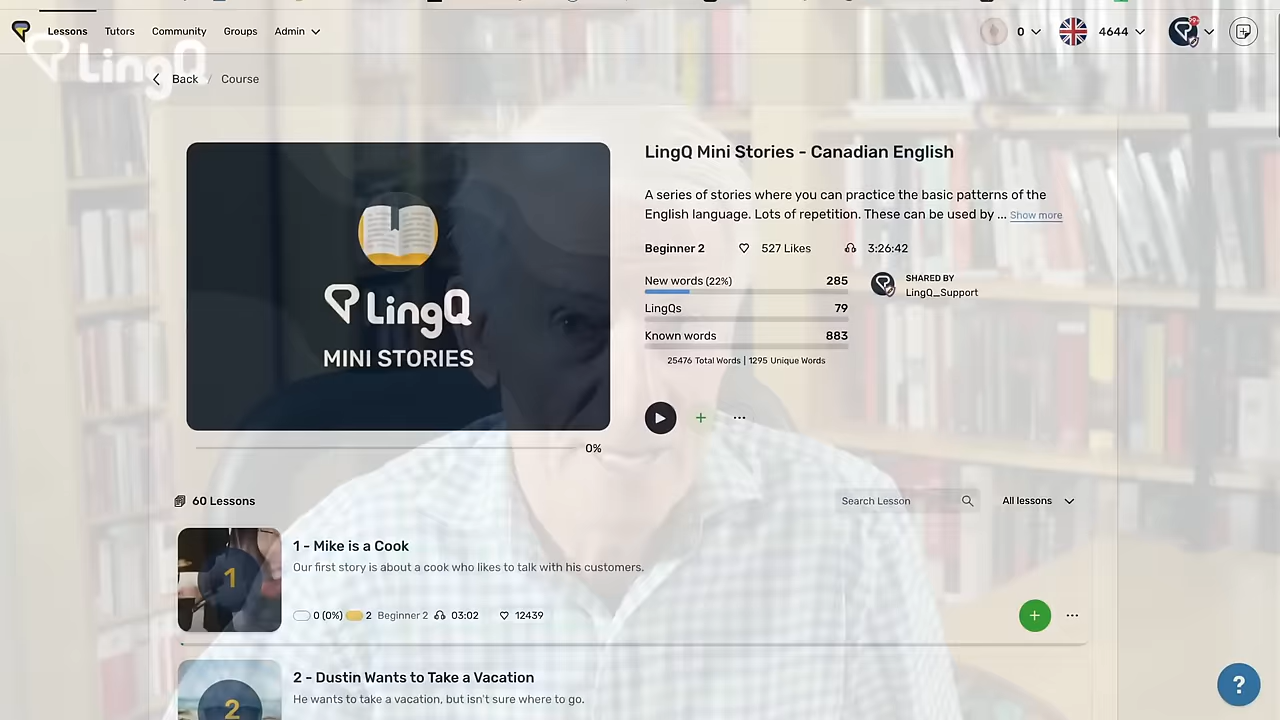 Lessons Tutors Community Groups Admin 0 4644 99+
LingQ
Back / Course
LingQ Mini Stories - Canadian English
A series of stories where you can practice the basic patterns of the
English language. Lots of repetition. These can be used by ... Show more
Beginner 2 527 Likes 3:26:42
New words (22%) 285
SHARED BY
LingQ_Support
LingQs 79
Known words 883
25476 Total Words | 1295 Unique Words
LingQ
MINI STORIES
0%
60 Lessons Search Lesson All lessons
1
1 - Mike is a Cook
Our first story is about a cook who likes to talk with his customers.
0 (0%) 2 Beginner 2 03:02 12439
2
2 - Dustin Wants to Take a Vacation
He wants to take a vacation, but isn't sure where to go.
?